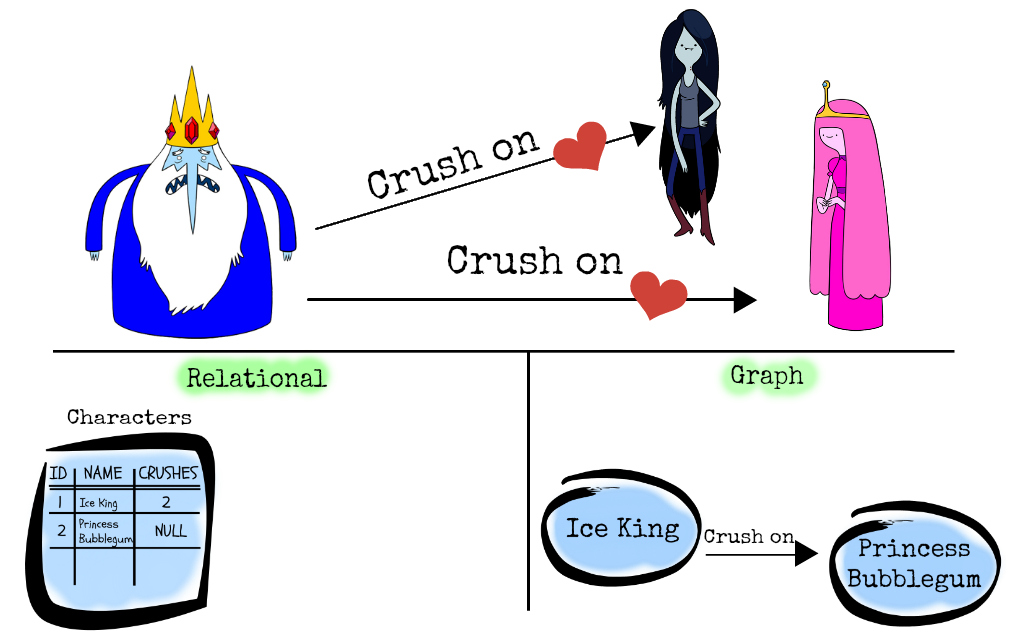 Crush on
Crush on
Relational
Graph
Characters
ID NAME CRUSHES
1 Ice King 2
2 Princess Bubblegum NULL
Ice King
Crush on
Princess
Bubblegum